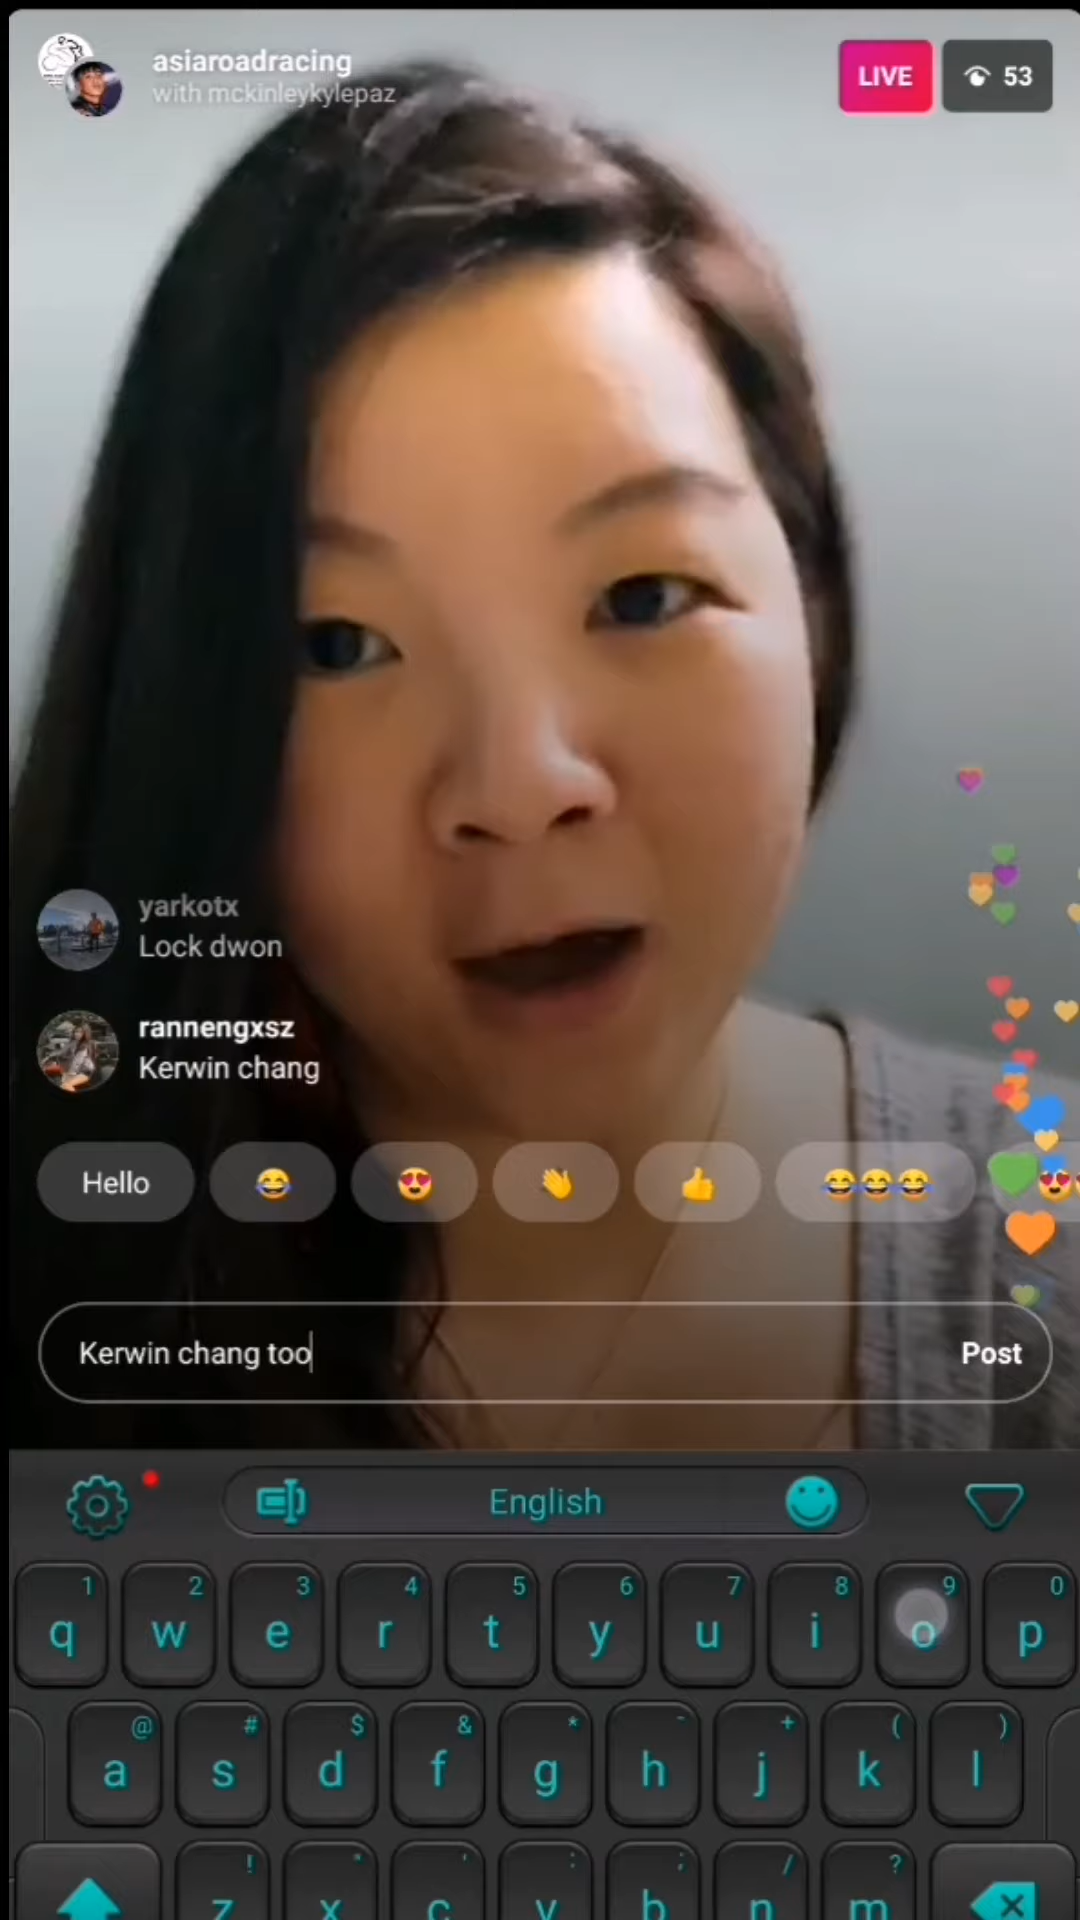 asiaroadracing
with mckinleykylepaz
LIVE
53
yarkotx
Lock dwon
rannengxsz
Kerwin chang
Hello
Kerwin chang too
Post
English
1 2 3 4 5 6 7 8 9 0
q w e r t y u i o p
@ # $ & * - + ( )
a s d f g h j k l
! " ' : ; / ?
z x c v b n m